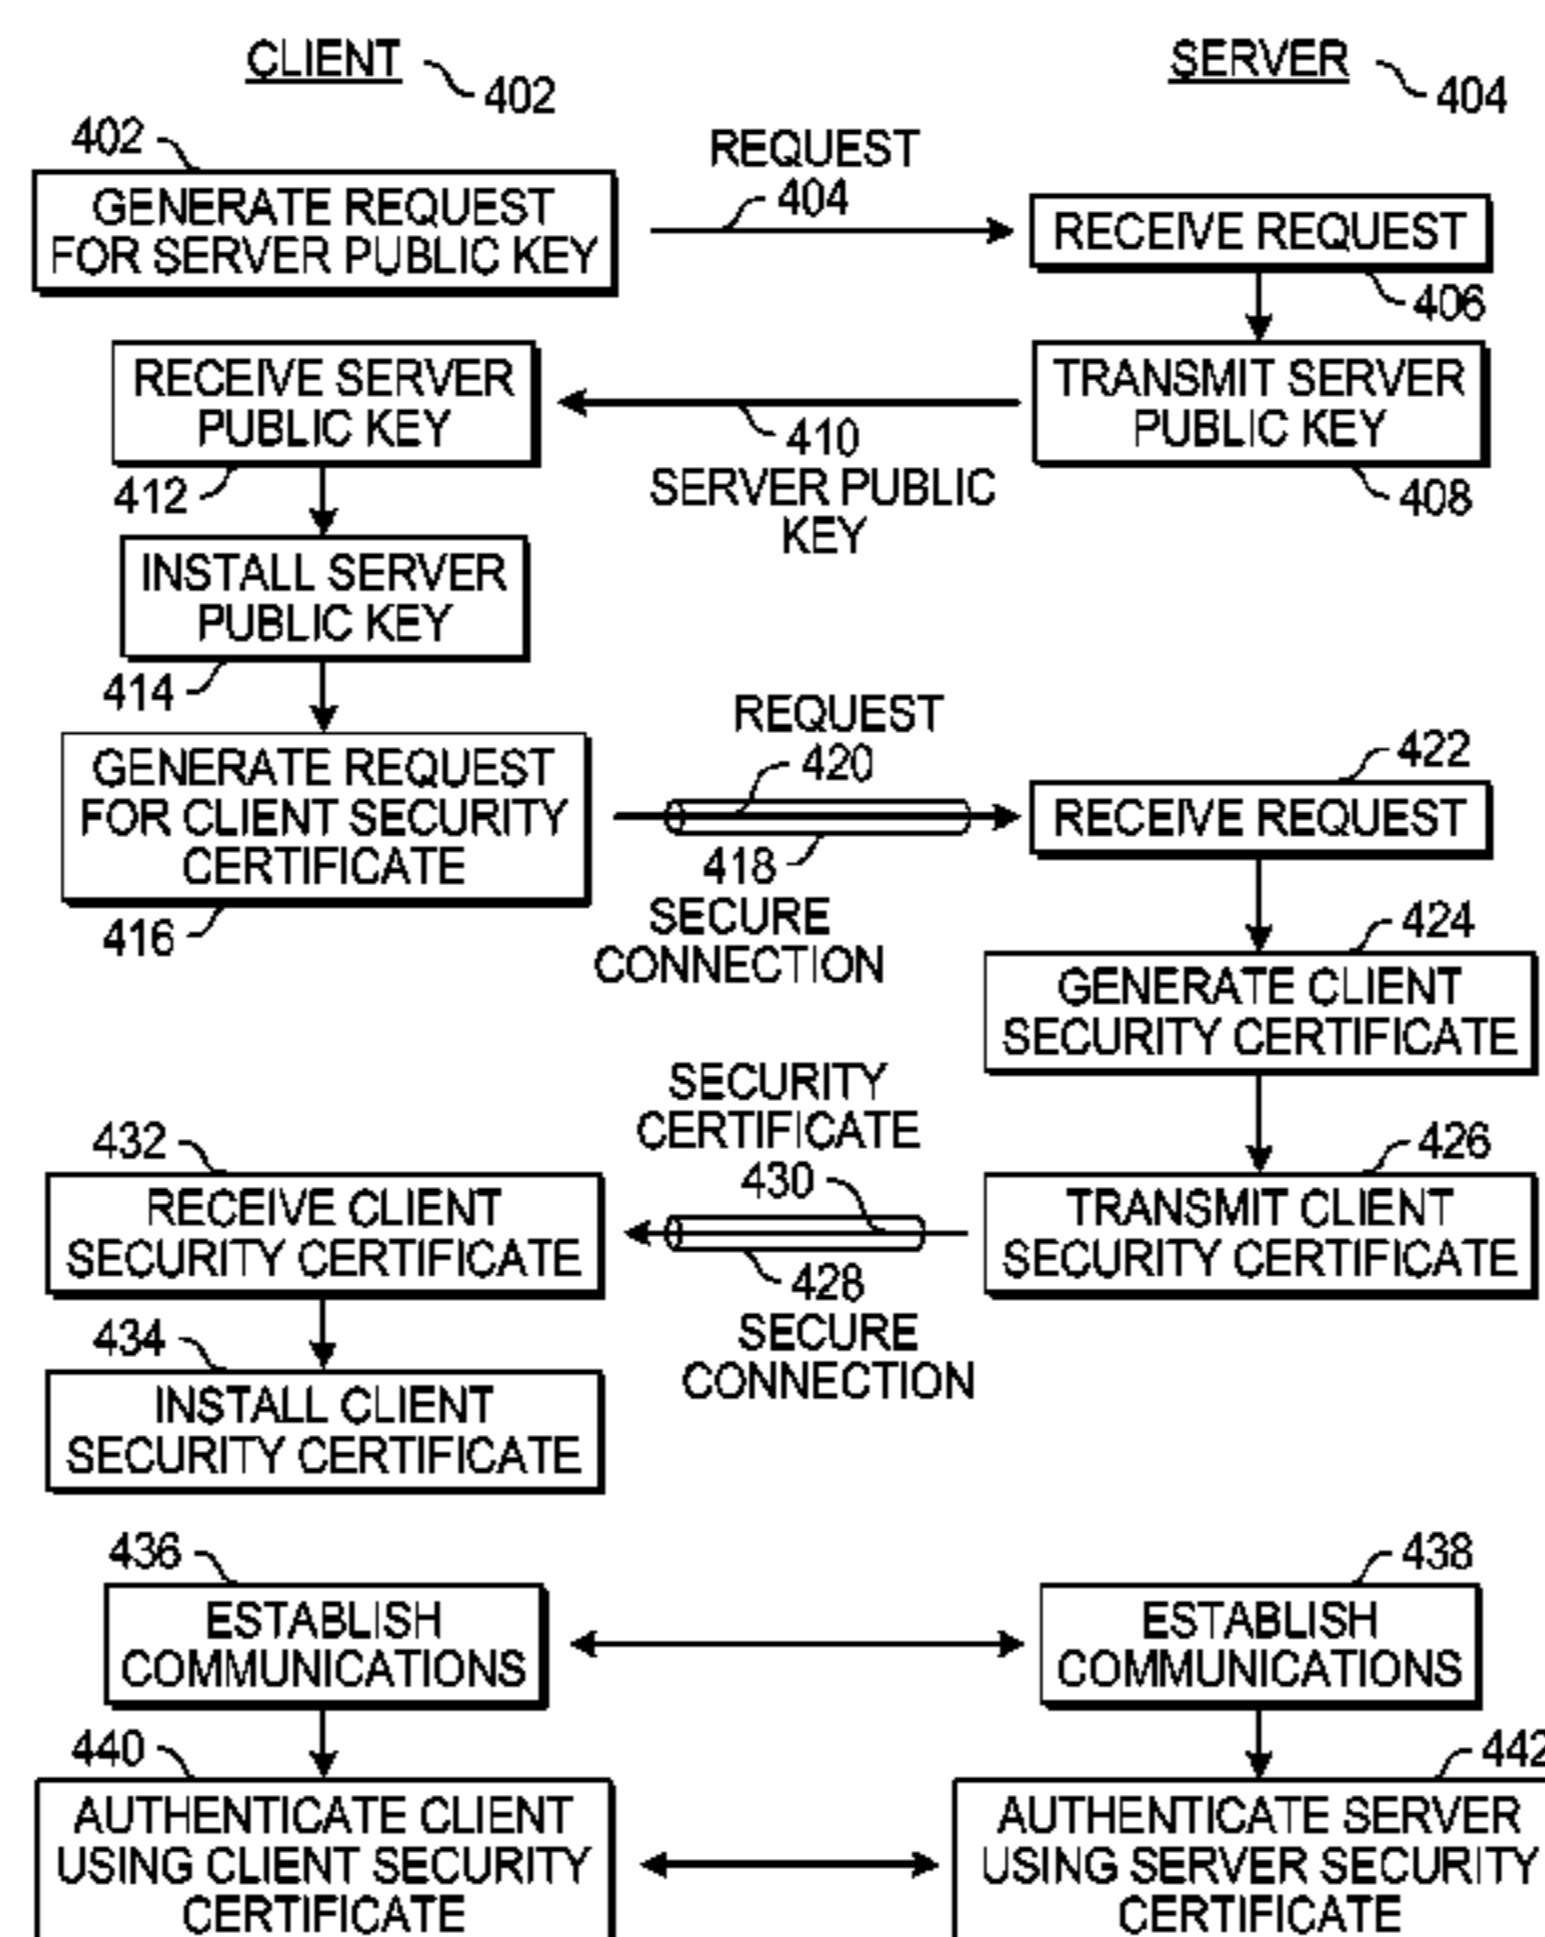 CLIENT 402
SERVER 404
402
GENERATE REQUEST
FOR SERVER PUBLIC KEY
REQUEST
404
RECEIVE REQUEST
406
TRANSMIT SERVER
PUBLIC KEY
408
410
SERVER PUBLIC
KEY
RECEIVE SERVER
PUBLIC KEY
412
INSTALL SERVER
PUBLIC KEY
414
GENERATE REQUEST
FOR CLIENT SECURITY
CERTIFICATE
416
REQUEST
420
418
SECURE
CONNECTION
422
RECEIVE REQUEST
424
GENERATE CLIENT
SECURITY CERTIFICATE
426
TRANSMIT CLIENT
SECURITY CERTIFICATE
SECURITY
CERTIFICATE
430
428
SECURE
CONNECTION
432
RECEIVE CLIENT
SECURITY CERTIFICATE
434
INSTALL CLIENT
SECURITY CERTIFICATE
436
ESTABLISH
COMMUNICATIONS
438
ESTABLISH
COMMUNICATIONS
440
AUTHENTICATE CLIENT
USING CLIENT SECURITY
CERTIFICATE
442
AUTHENTICATE SERVER
USING SERVER SECURITY
CERTIFICATE